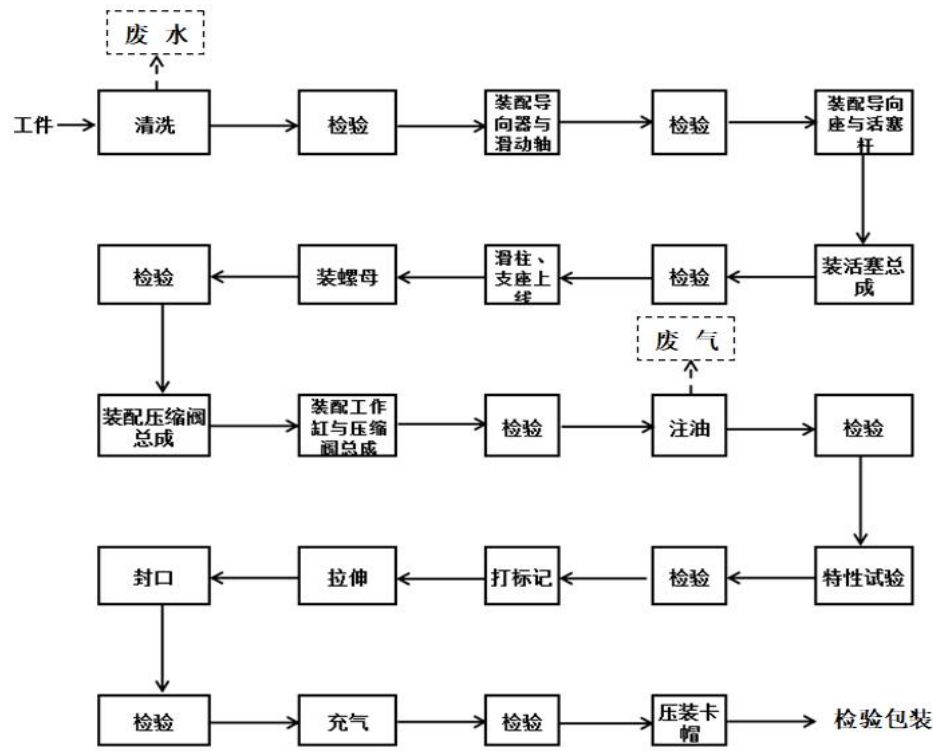 废 水
工件
清洗
检验
装配导
向器与
滑动轴
检验
装配导向
座与活塞
杆
装活塞总
成
检验
滑柱、
支座上
线
装螺母
检验
废 气
装配压缩阀
总成
装配工作
缸与压缩
阀总成
检验
注油
检验
特性试验
检验
打标记
拉伸
封口
检验
充气
检验
压装卡
帽
检验包装